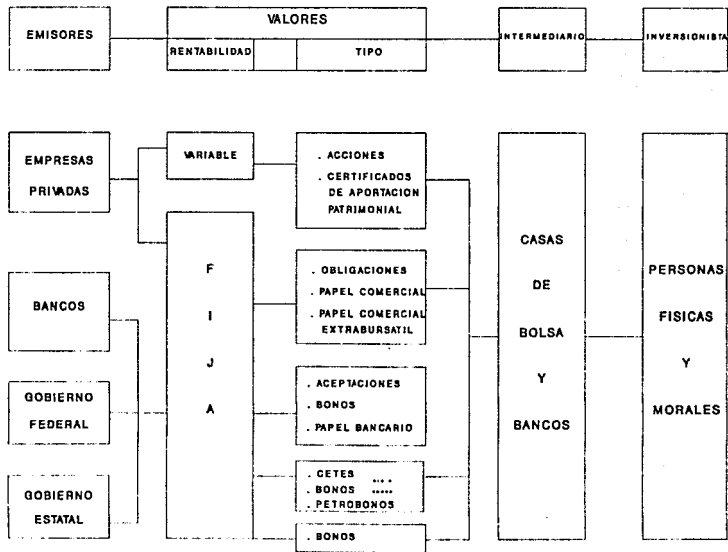 EMISORES
VALORES
RENTABILIDAD
TIPO
INTERMEDIARIO
INVERSIONISTA
EMPRESAS
PRIVADAS
BANCOS
GOBIERNO
FEDERAL
GOBIERNO
ESTATAL
VARIABLE
F
I
J
A
. ACCIONES
. CERTIFICADOS
DE APORTACION
PATRIMONIAL
. OBLIGACIONES
. PAPEL COMERCIAL
. PAPEL COMERCIAL
EXTRABURSATIL
. ACEPTACIONES
. BONOS
. PAPEL BANCARIO
. CETES ....
. BONOS .....
. PETROBONOS
. BONOS
CASAS
DE
BOLSA
Y
BANCOS
PERSONAS
FISICAS
Y
MORALES